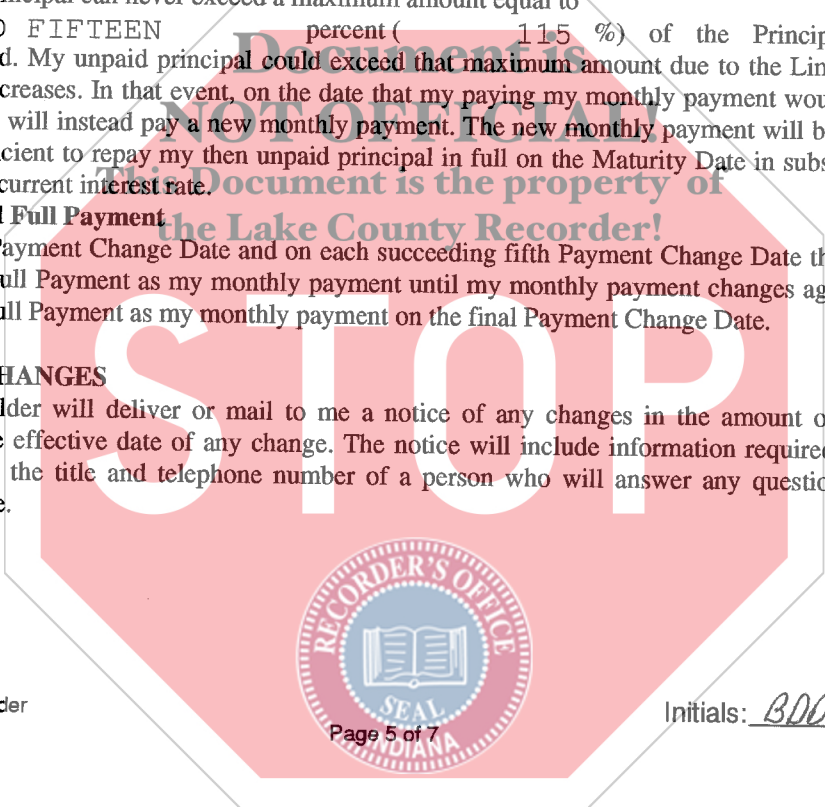 percent ( 115 %) of the
FIFTEEN
d. My unpaid principal could exceed that maximum amount due to the Lim
creases. In that event, on the date that my paying my monthly payment wou
will instead pay a new monthly payment. The new monthly payment will b
cient to repay my then unpaid principal in full on the Maturity Date in subs
current interest rate.
Full Payment
ayment Change Date and on each succeeding fifth Payment Change Date th
ull Payment as my monthly payment until my monthly payment changes ag
ull Payment as my monthly payment on the final Payment Change Date.
HANGES
lder will deliver or mail to me a notice of any changes in the amount o
e effective date of any change. The notice will include information require
the title and telephone number of a person who will answer any questio
e.
Document is
NOT OFFICIAL!
This Document is the property of
the Lake County Recorder!
STOP
RECORDER'S OFFICE
SEAL
INDIANA
der
Page 5 of 7
Initials: